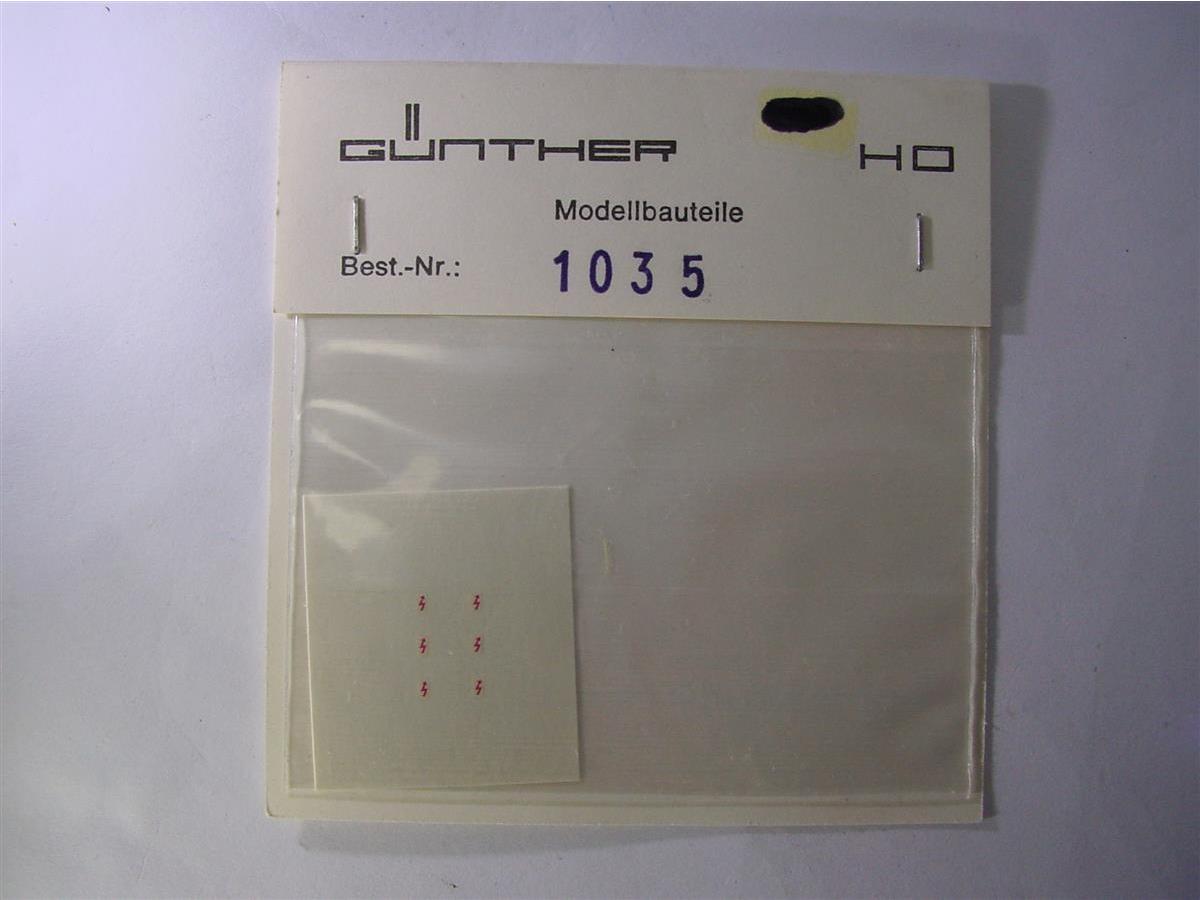 GÜNTHER HO
Modellbauteile
Best.-Nr.: 1035